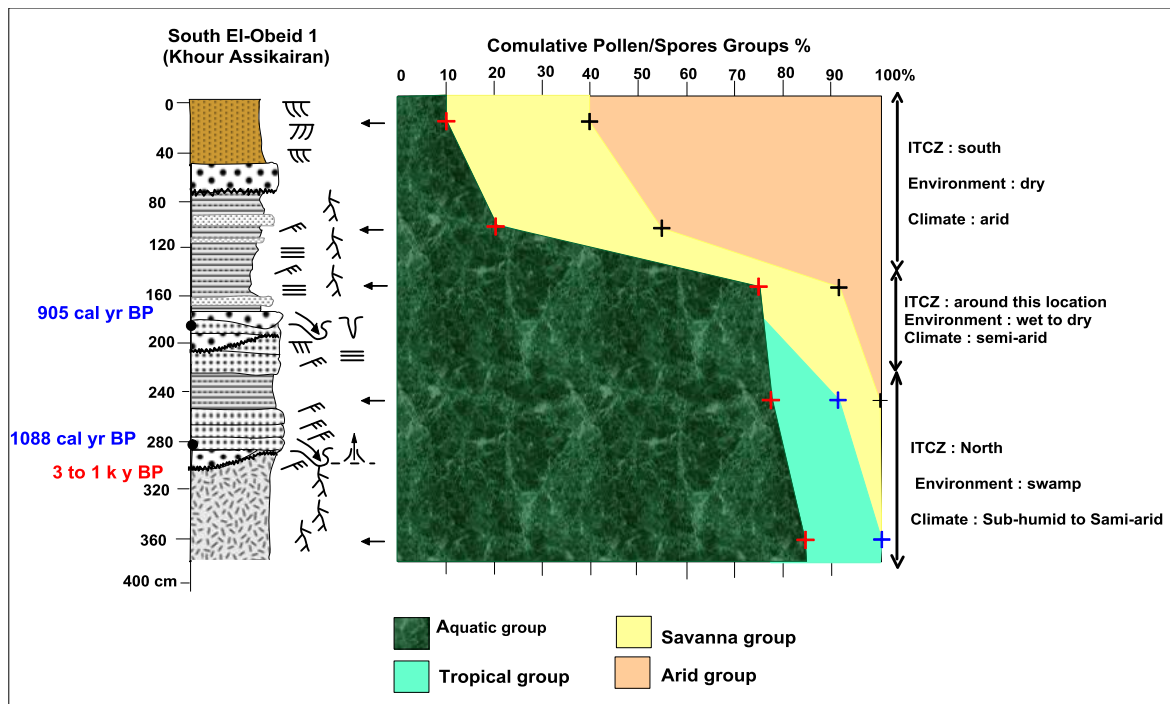 South El-Obeid 1
(Khour Assikairan)
Comulative Pollen/Spores Groups %
0 10 20 30 40 50 60 70 80 90 100%
0
40
80
120
160
200
240
280
320
360
400 cm
905 cal yr BP
1088 cal yr BP
3 to 1 k y BP
ITCZ : south
Environment : dry
Climate : arid
ITCZ : around this location
Environment : wet to dry
Climate : semi-arid
ITCZ : North
Environment : swamp
Climate : Sub-humid to Sami-arid
Aquatic group
Savanna group
Tropical group
Arid group